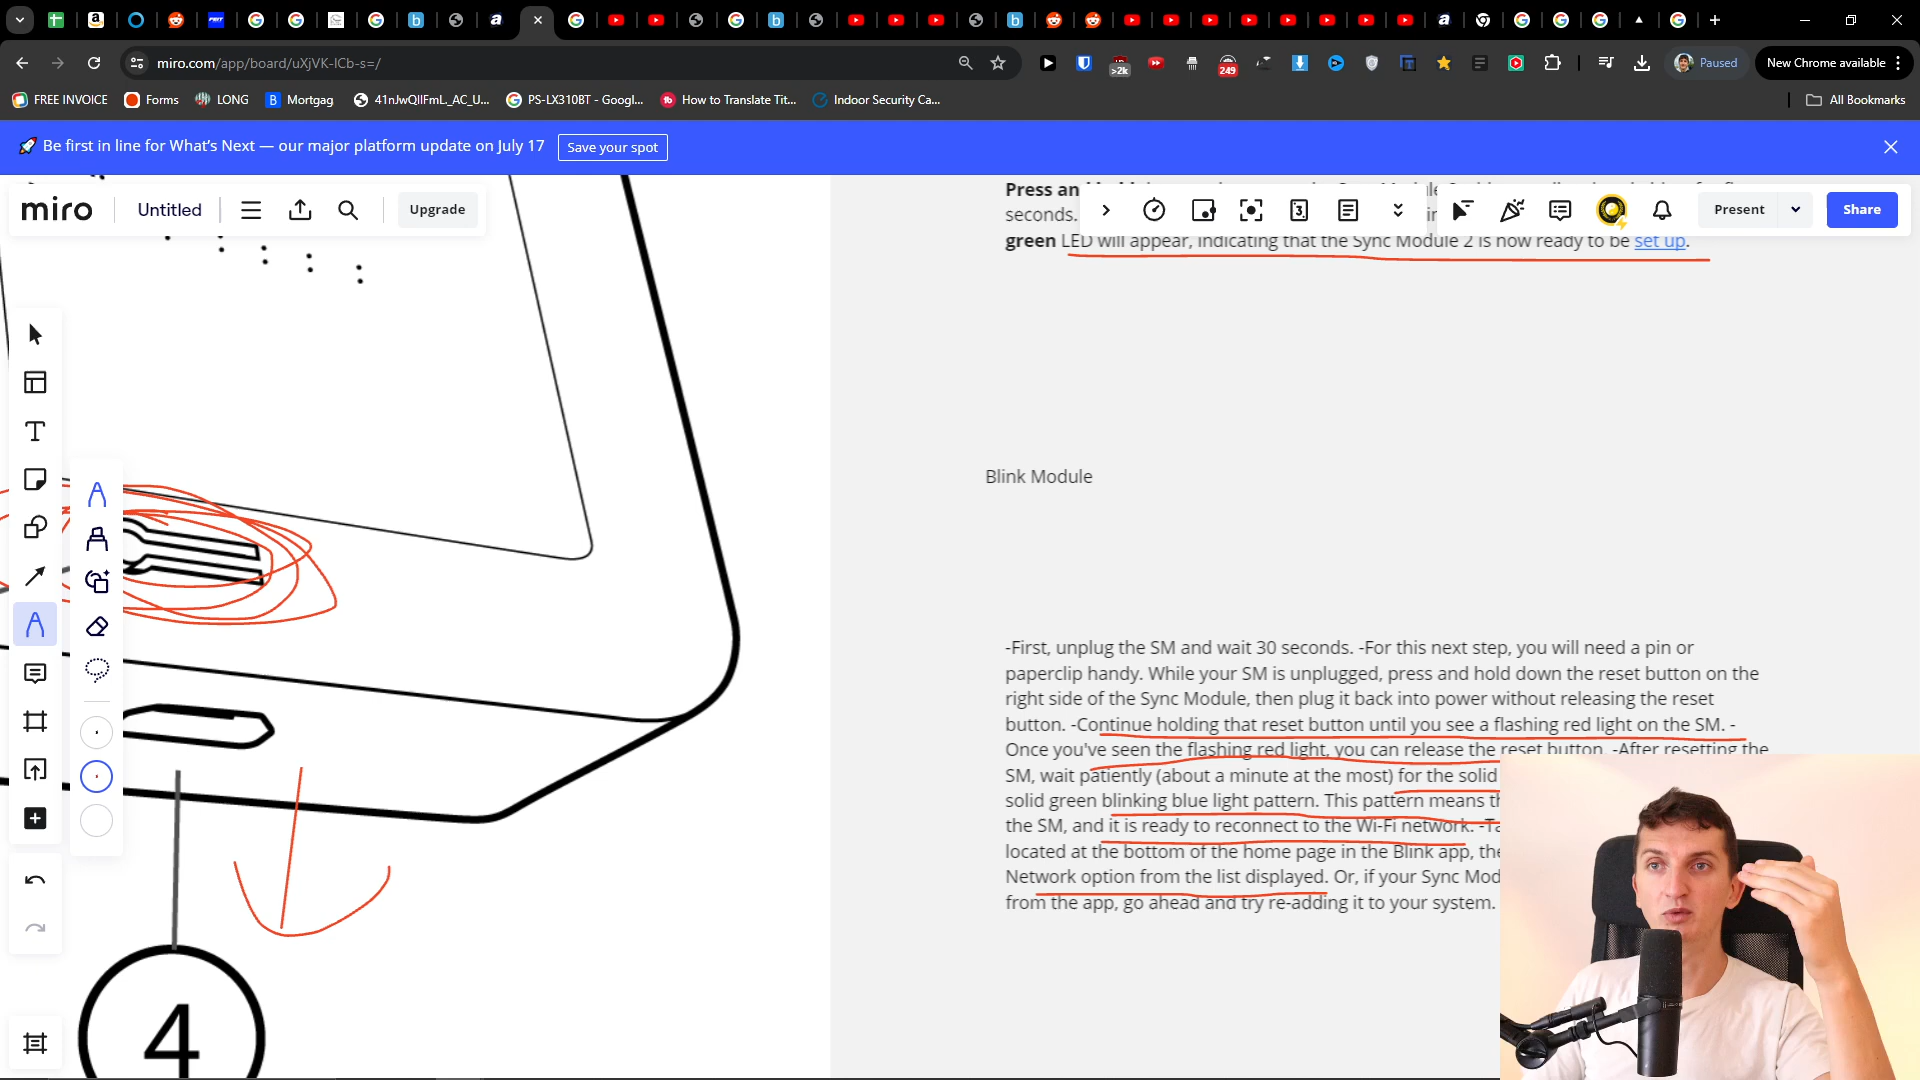 miro.com/app/board/uXjVK-ICb-s=/
>2k
249
Paused
New Chrome available
FREE INVOICE
Forms
LONG
Mortgag
41nJwQIlFmL._AC_U...
PS-LX310BT - Googl...
How to Translate Tit...
Indoor Security Ca...
All Bookmarks
🚀 Be first in line for What's Next — our major platform update on July 17
Save your spot
miro
Untitled
Upgrade
Present
Share
Press an
seconds.
green LED will appear, indicating that the Sync Module 2 is now ready to be set up.
Blink Module
-First, unplug the SM and wait 30 seconds. -For this next step, you will need a pin or
paperclip handy. While your SM is unplugged, press and hold down the reset button on the
right side of the Sync Module, then plug it back into power without releasing the reset
button. -Continue holding that reset button until you see a flashing red light on the SM. -
Once you've seen the flashing red light, you can release the reset button. -After resetting the
SM, wait patiently (about a minute at the most) for the solid
solid green blinking blue light pattern. This pattern means th
the SM, and it is ready to reconnect to the Wi-Fi network. -Ta
located at the bottom of the home page in the Blink app, the
Network option from the list displayed. Or, if your Sync Mod
from the app, go ahead and try re-adding it to your system.
4